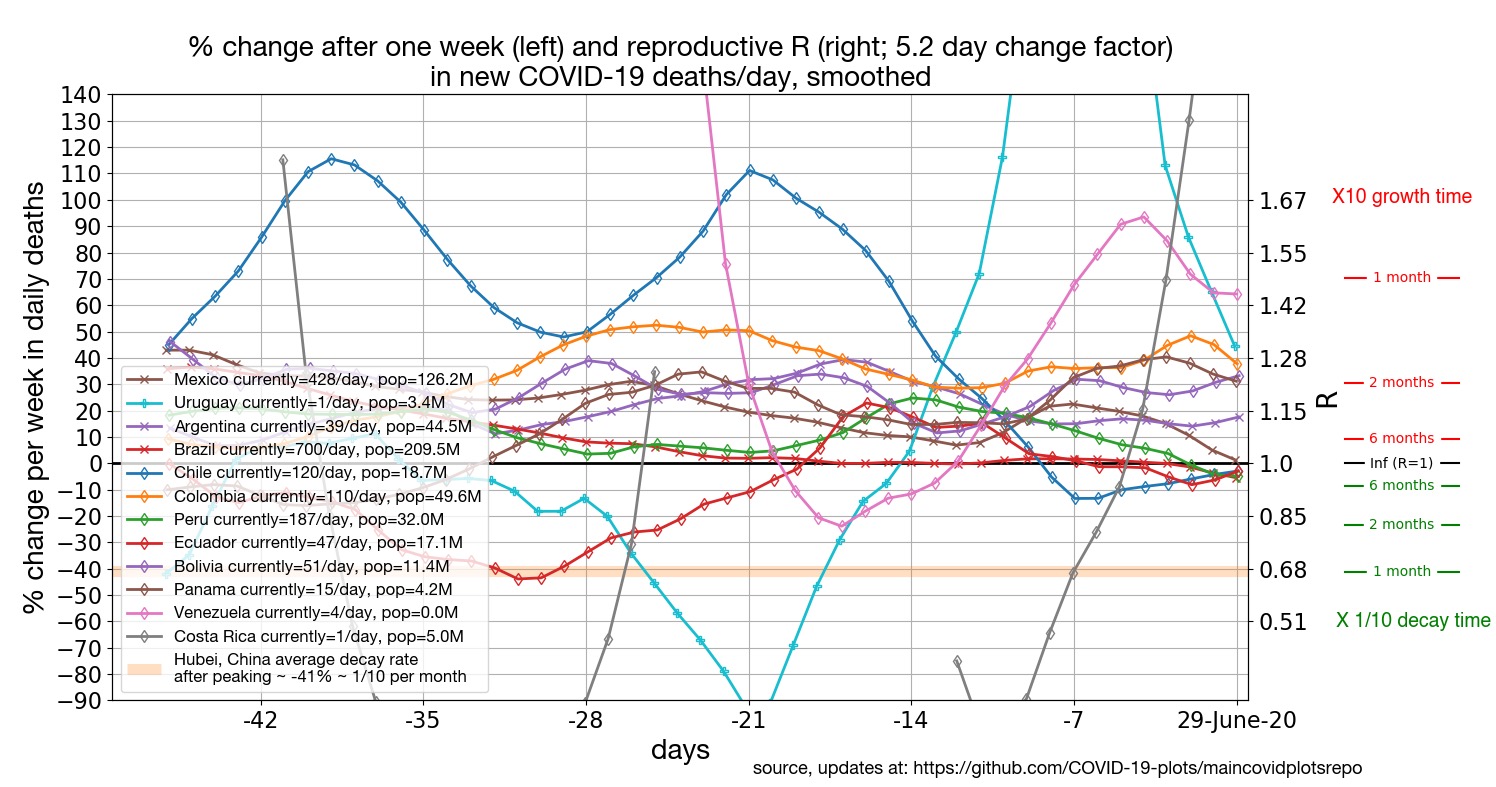 % change after one week (left) and reproductive R (right; 5.2 day change factor)
in new COVID-19 deaths/day, smoothed
% change per week in daily deaths
140
130
120
110
100
90
80
70
60
50
40
30
20
10
0
−10
−20
−30
−40
−50
−60
−70
−80
−90
Mexico currently=428/day, pop=126.2M
Uruguay currently=1/day, pop=3.4M
Argentina currently=39/day, pop=44.5M
Brazil currently=700/day, pop=209.5M
Chile currently=120/day, pop=18.7M
Colombia currently=110/day, pop=49.6M
Peru currently=187/day, pop=32.0M
Ecuador currently=47/day, pop=17.1M
Bolivia currently=51/day, pop=11.4M
Panama currently=15/day, pop=4.2M
Venezuela currently=4/day, pop=0.0M
Costa Rica currently=1/day, pop=5.0M
Hubei, China average decay rate
after peaking ~ -41% ~ 1/10 per month
-42
-35
-28
-21
-14
-7
29-June-20
days
1.67
1.55
1.42
1.28
1.15
1.0
0.85
0.68
0.51
R
X10 growth time
1 month
2 months
6 months
Inf (R=1)
6 months
2 months
1 month
X 1/10 decay time
source, updates at: https://github.com/COVID-19-plots/maincovidplotsrepo